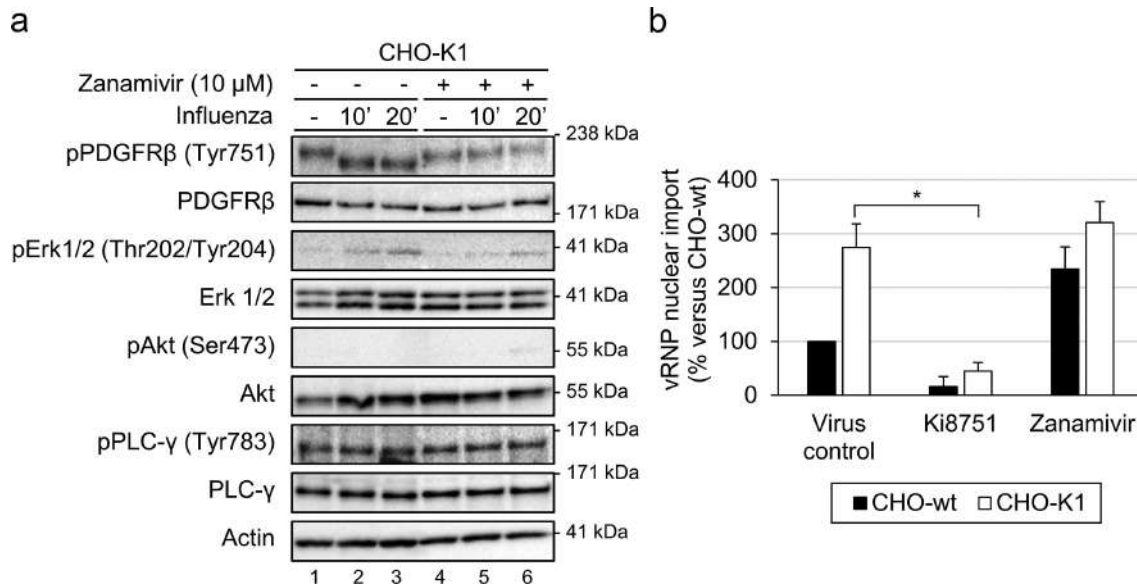 a
CHO-K1
Zanamivir (10 µM) - - - + + +
Influenza - 10' 20' - 10' 20'
238 kDa
pPDGFRβ (Tyr751)
PDGFRβ
171 kDa
pErk1/2 (Thr202/Tyr204) 41 kDa
Erk 1/2 41 kDa
pAkt (Ser473) 55 kDa
Akt 55 kDa
171 kDa
pPLC-γ (Tyr783)
171 kDa
PLC-γ
Actin 41 kDa
1 2 3 4 5 6
b
vRNP nuclear import
(% versus CHO-wt)
400
300
200
100
0
*
Virus control
Ki8751
Zanamivir
CHO-wt CHO-K1